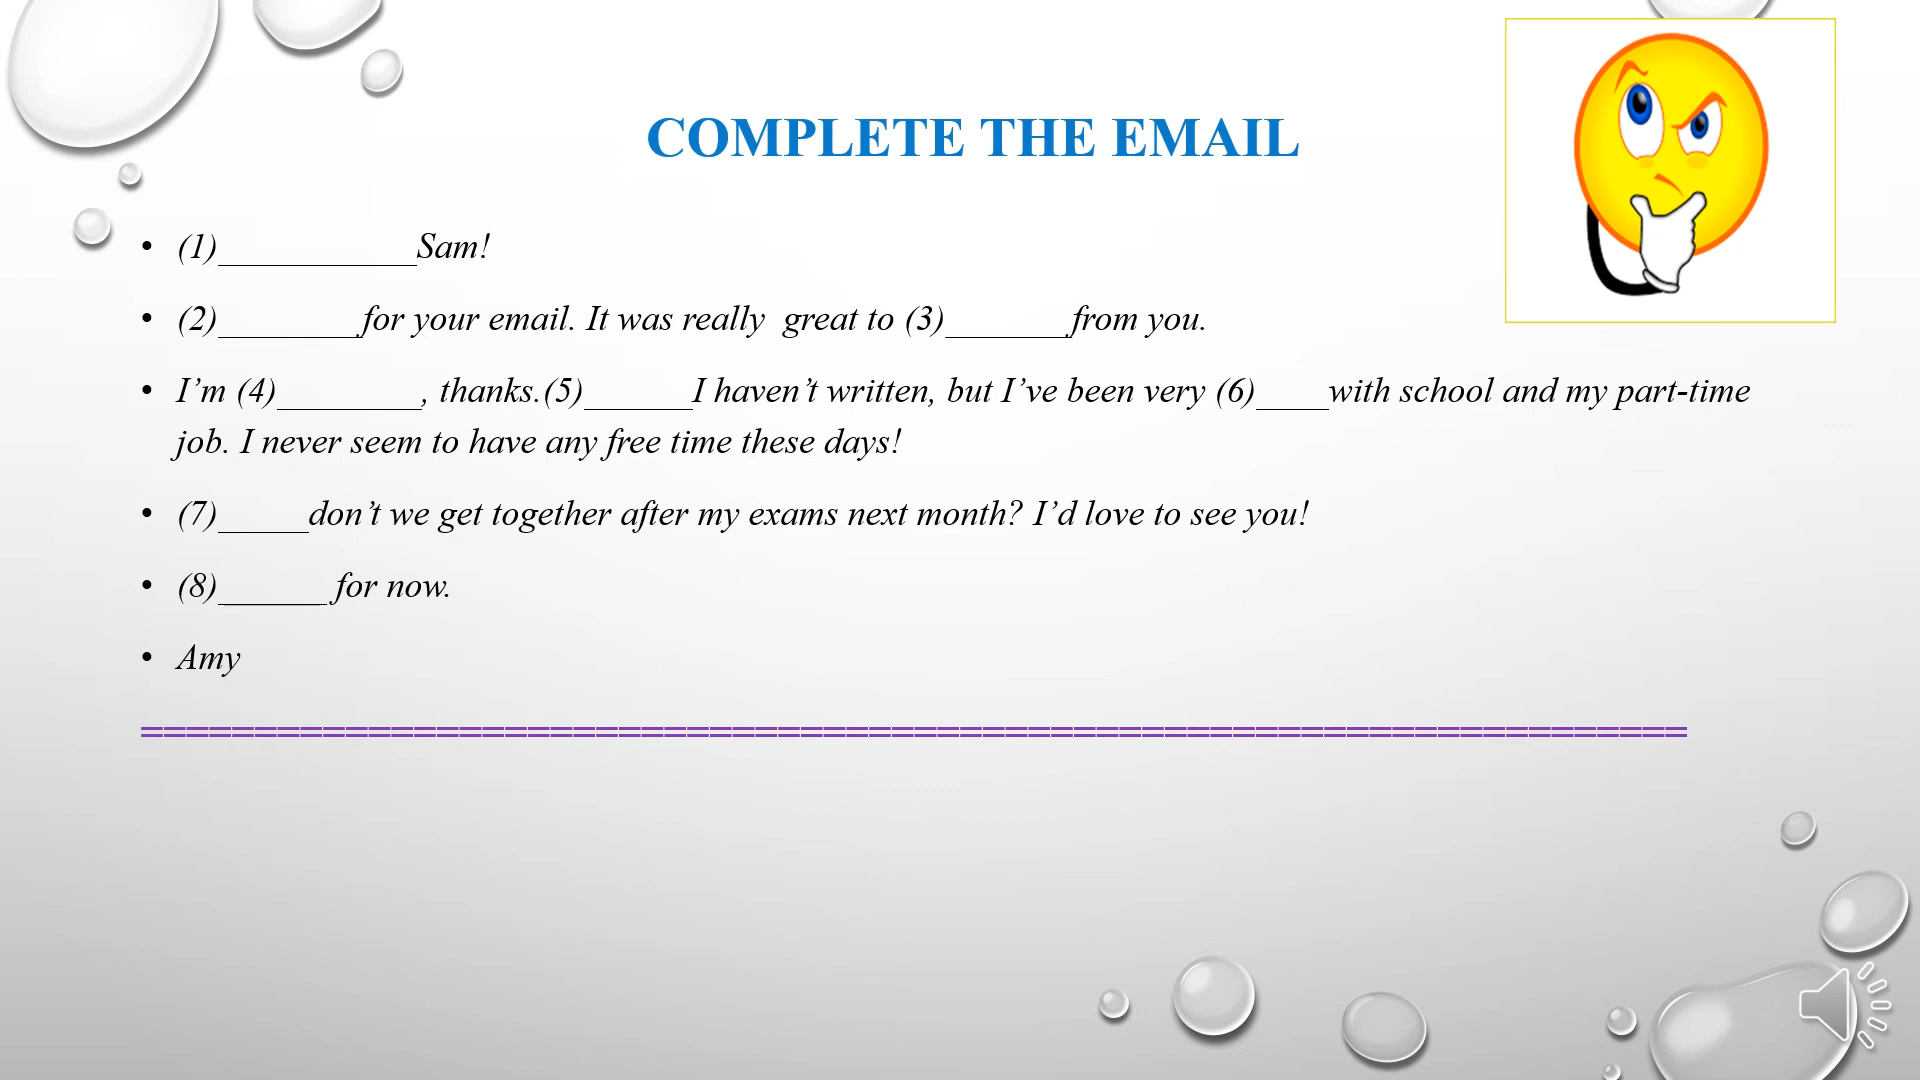 COMPLETE THE EMAIL
• (1)___________Sam!
• (2)________for your email. It was really  great to (3)_______from you.
• I’m (4)________, thanks.(5)______I haven’t written, but I’ve been very (6)____with school and my part-time
job. I never seem to have any free time these days!
• (7)_____don’t we get together after my exams next month? I’d love to see you!
• (8)______ for now.
• Amy
====================================================================